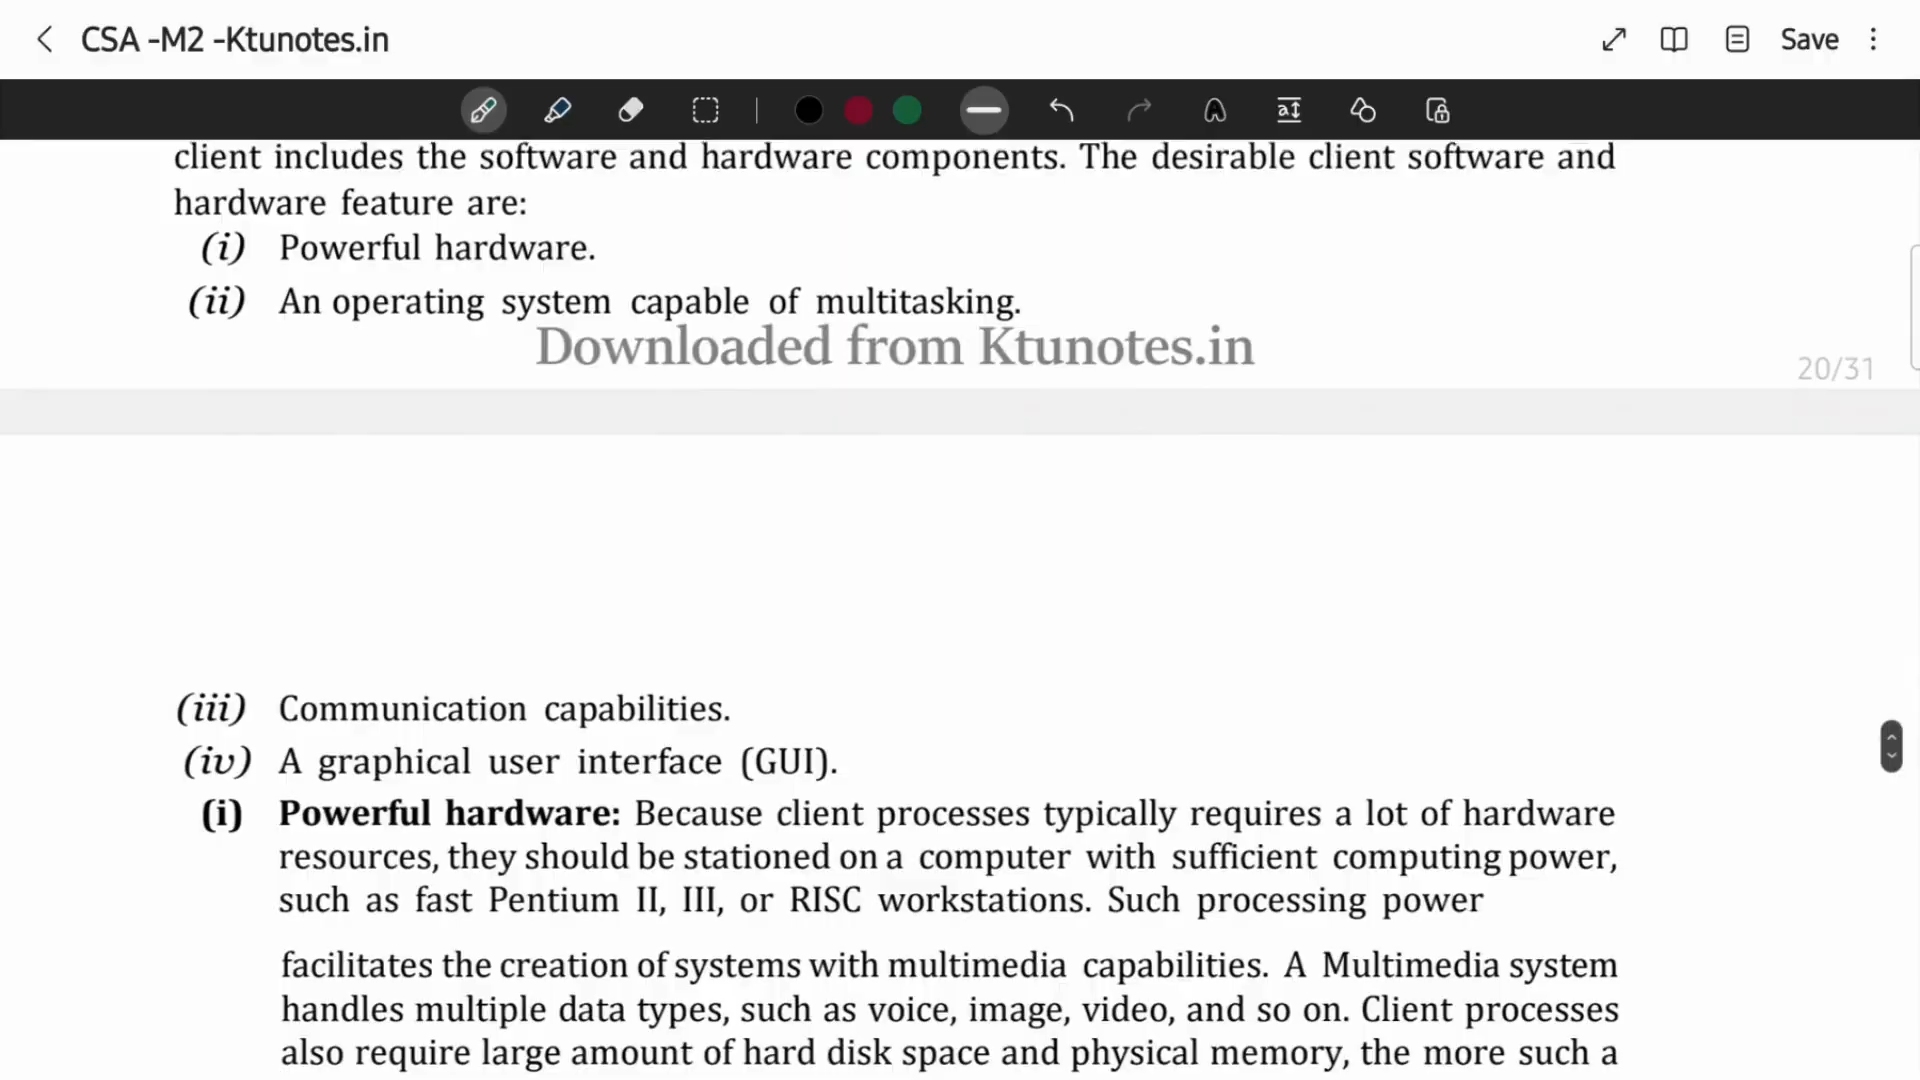 CSA -M2 -Ktunotes.in
Save
client includes the software and hardware components. The desirable client software and
hardware feature are:
(i) Powerful hardware.
(ii) An operating system capable of multitasking.
Downloaded from Ktunotes.in
20/31
(iii) Communication capabilities.
(iv) A graphical user interface (GUI).
(i) Powerful hardware: Because client processes typically requires a lot of hardware
resources, they should be stationed on a computer with sufficient computing power,
such as fast Pentium II, III, or RISC workstations. Such processing power
facilitates the creation of systems with multimedia capabilities. A Multimedia system
handles multiple data types, such as voice, image, video, and so on. Client processes
also require large amount of hard disk space and physical memory, the more such a